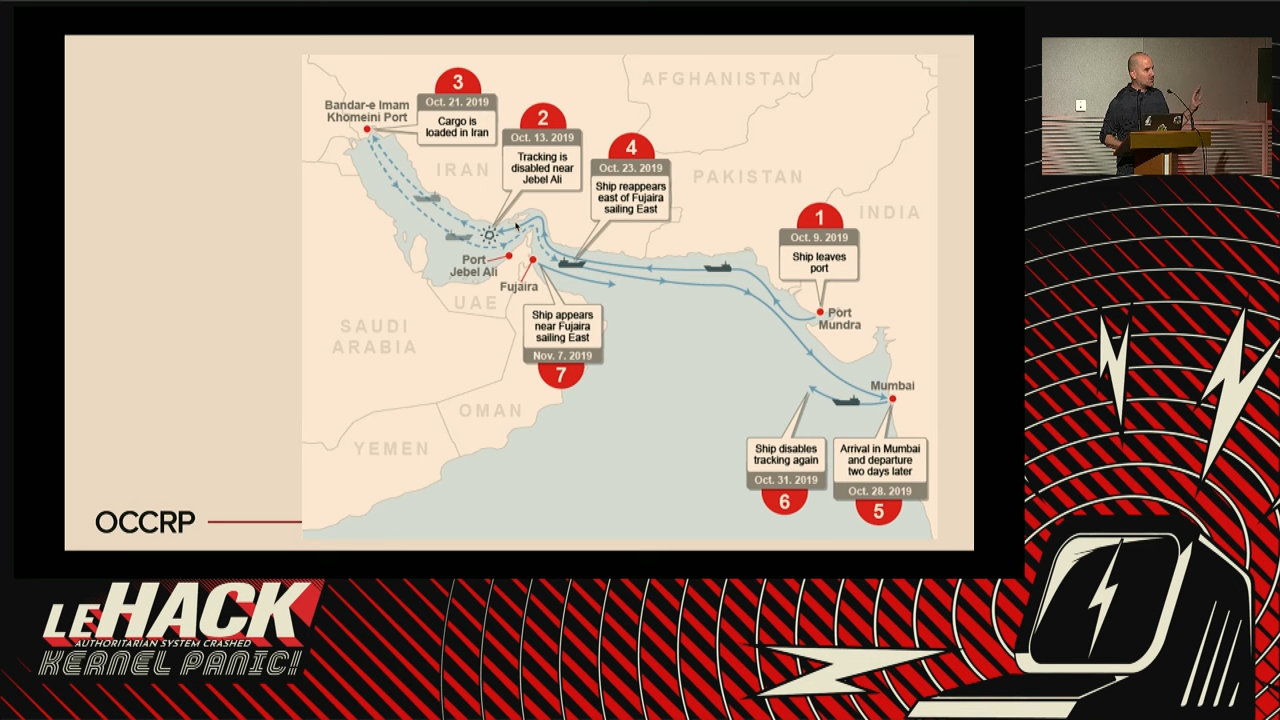 AFGHANISTAN
3
Oct. 21. 2019
Cargo is
loaded in Iran
Bandar-e Imam
Khomeini Port
2
Oct. 13. 2019
Tracking is
disabled near
Jebel Ali
4
Oct. 23. 2019
Ship reappears
east of Fujaira
sailing East
IRAN
PAKISTAN
INDIA
1
Oct. 9. 2019
Ship leaves
port
Port
Jebel Ali
Fujaira
UAE
Port
Mundra
Ship appears
near Fujaira
sailing East
Nov. 7. 2019
7
SAUDI
ARABIA
Mumbai
OMAN
YEMEN
Ship disables
tracking again
Oct. 31. 2019
6
Arrival in Mumbai
and departure
two days later
Oct. 28. 2019
5
OCCRP
LEHACK
AUTHORITARIAN SYSTEM CRASHED
KERNEL PANIC!